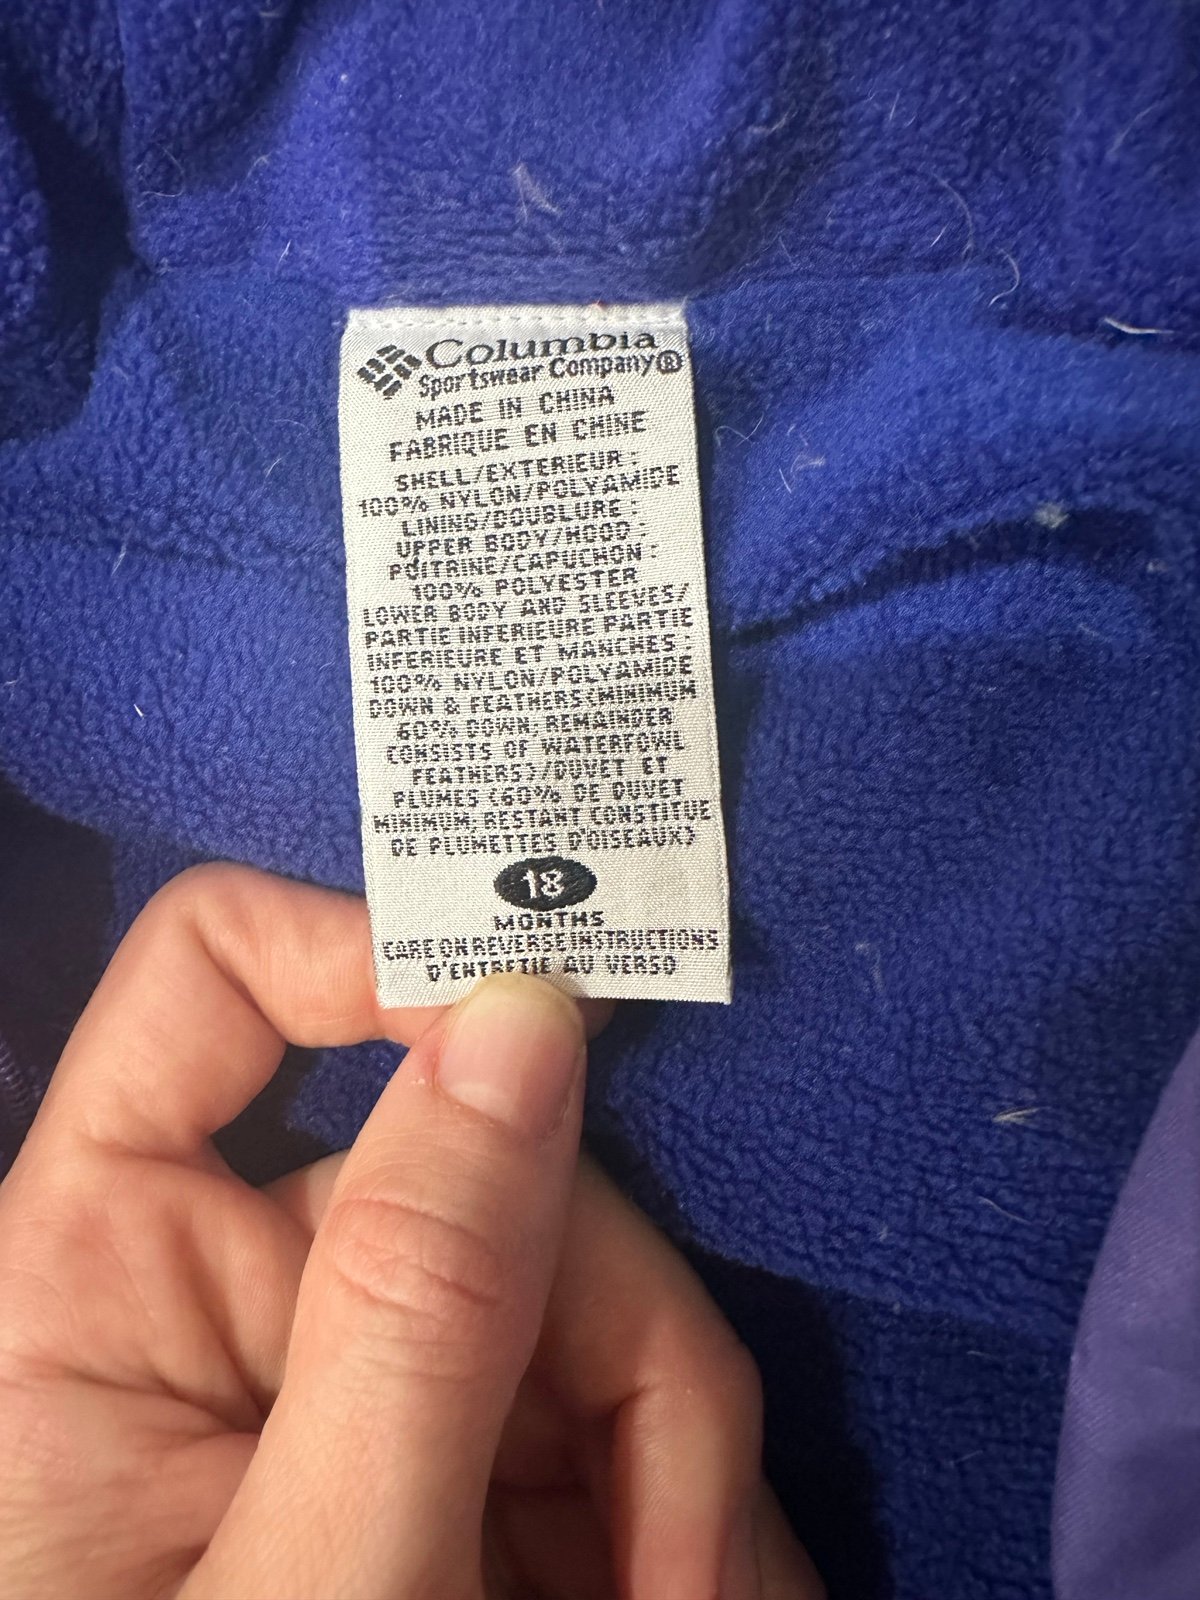 Columbia
Sportswear Company®
MADE IN CHINA
FABRIQUE EN CHINE
SHELL/EXTERIEUR:
100% NYLON/POLYAMIDE
LINING/DOUBLURE:
UPPER BODY/HOOD:
POITRINE/CAPUCHON:
100% POLYESTER
LOWER BODY AND SLEEVES/
PARTIE INFERIEURE PARTIE
INFERIEURE ET MANCHES:
100% NYLON/POLYAMIDE
DOWN & FEATHERS(MINIMUM
60% DOWN; REMAINDER
CONSISTS OF WATERFOWL
FEATHERS)/DUVET ET
PLUMES (60% DE DUVET
MINIMUM; RESTANT CONSTITUE
DE PLUMETTES D'OISEAUX)
18
MONTHS
CARE ON REVERSE INSTRUCTIONS
D'ENTRETIE AU VERSO